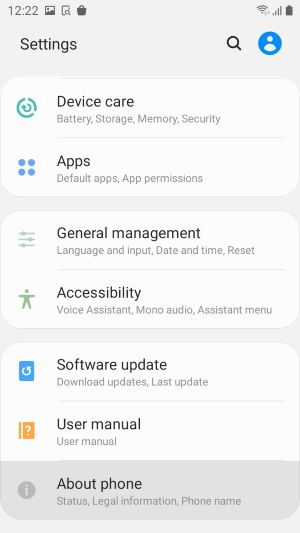 12:22
Settings
Device care
Battery, Storage, Memory, Security
Apps
Default apps, App permissions
General management
Language and input, Date and time, Reset
Accessibility
Voice Assistant, Mono audio, Assistant menu
Software update
Download updates, Last update
User manual
User manual
About phone
Status, Legal information, Phone name